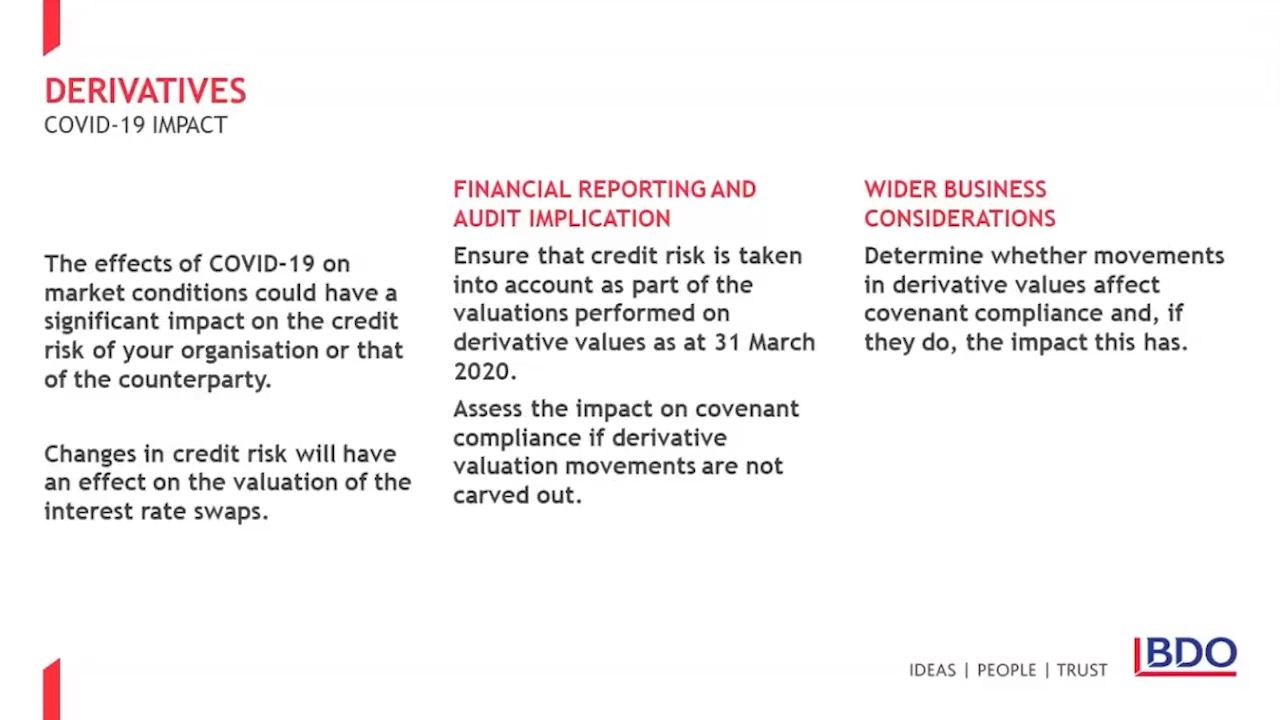 DERIVATIVES
COVID-19 IMPACT
The effects of COVID-19 on
market conditions could have a
significant impact on the credit
risk of your organisation or that
of the counterparty.
Changes in credit risk will have
an effect on the valuation of the
interest rate swaps.
FINANCIAL REPORTING AND
AUDIT IMPLICATION
Ensure that credit risk is taken
into account as part of the
valuations performed on
derivative values as at 31 March
2020.
Assess the impact on covenant
compliance if derivative
valuation movements are not
carved out.
WIDER BUSINESS
CONSIDERATIONS
Determine whether movements
in derivative values affect
covenant compliance and, if
they do, the impact this has.
IDEAS | PEOPLE | TRUST
BDO